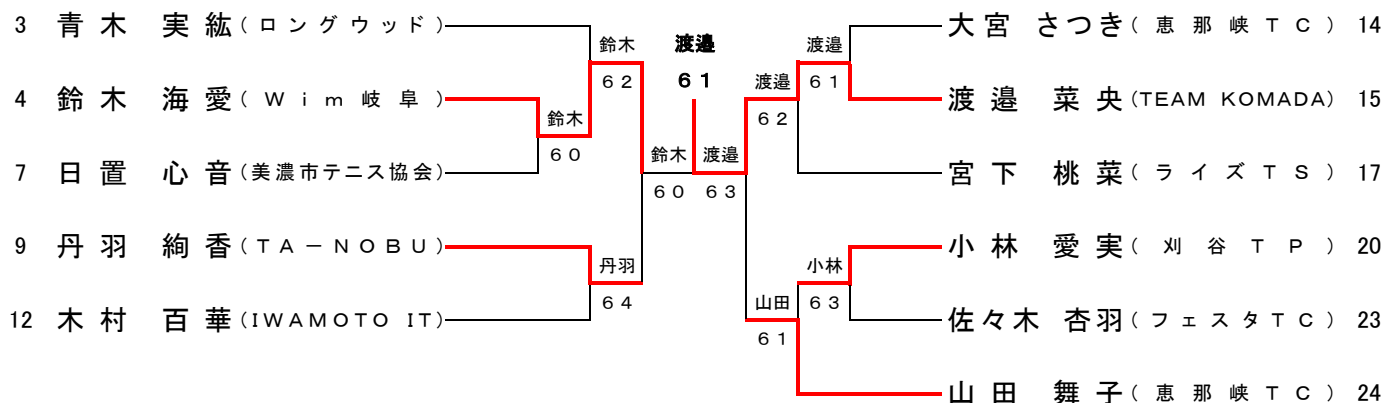 3 青木 実紘(ロングウッド)
4 鈴木 海愛(Wim岐阜)
7 日置 心音(美濃市テニス協会)
9 丹羽 絢香(TA-NOBU)
12 木村 百華(IWAMOTO IT)
鈴木
62
鈴木
60
丹羽
64
鈴木
60
渡邉
61
渡邉
63
渡邉
62
渡邉
61
山田
61
小林
63
大宮 さつき(恵那峡TC) 14
渡邉 菜央(TEAM KOMADA) 15
宮下 桃菜(ライズTS) 17
小林 愛実(刈谷TP) 20
佐々木 杏羽(フェスタTC) 23
山田 舞子(恵那峡TC) 24